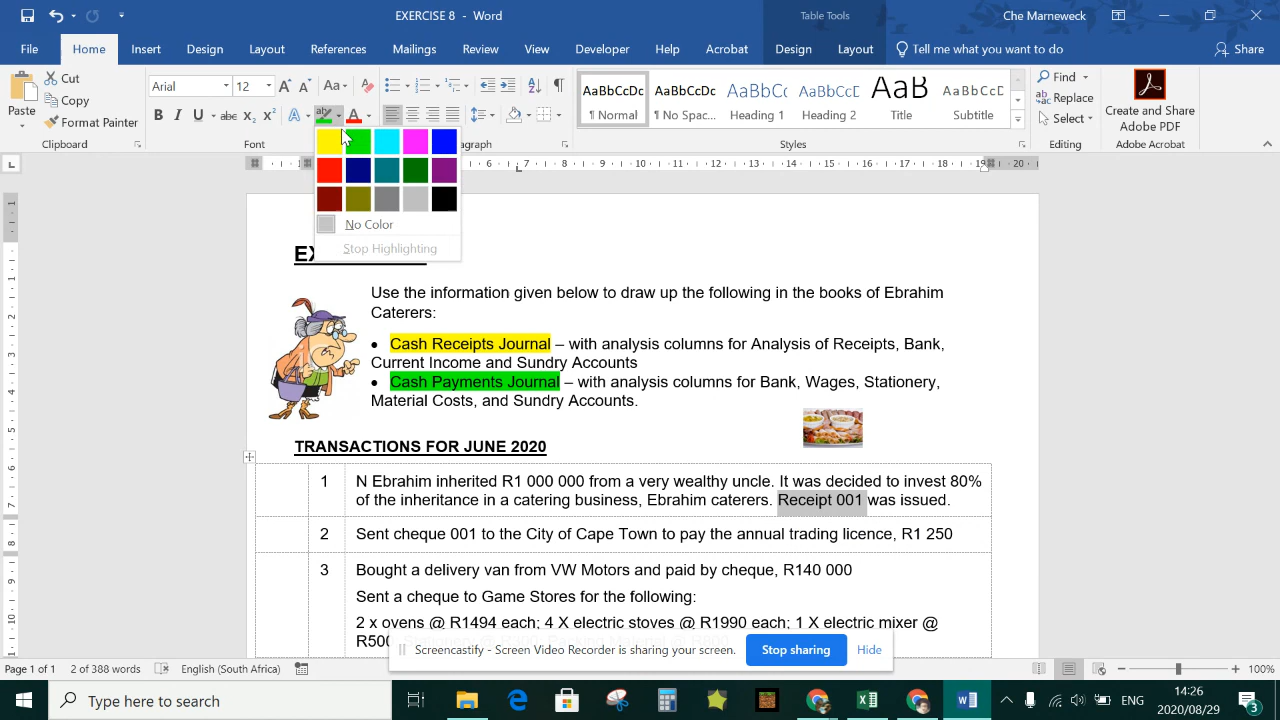 EXERCISE 8 - Word
Table Tools
Che Marneweck
File Home Insert Design Layout References Mailings Review View Developer Help Acrobat Design Layout Tell me what you want to do Share
Paste
Cut
Copy
Format Painter
Clipboard
Arial 12
Font
Paragraph
AaBbCcDc AaBbCcDc AaBbCc AaBbCcD AaB AaBbCcD
¶ Normal ¶ No Spac... Heading 1 Heading 2 Title Subtitle
Styles
Find
Replace
Select
Editing
Create and Share
Adobe PDF
Adobe Acrobat
No Color
Stop Highlighting
Use the information given below to draw up the following in the books of Ebrahim
Caterers:
• Cash Receipts Journal – with analysis columns for Analysis of Receipts, Bank,
Current Income and Sundry Accounts
• Cash Payments Journal – with analysis columns for Bank, Wages, Stationery,
Material Costs, and Sundry Accounts.
TRANSACTIONS FOR JUNE 2020
1 N Ebrahim inherited R1 000 000 from a very wealthy uncle. It was decided to invest 80%
of the inheritance in a catering business, Ebrahim caterers. Receipt 001 was issued.
2 Sent cheque 001 to the City of Cape Town to pay the annual trading licence, R1 250
3 Bought a delivery van from VW Motors and paid by cheque, R140 000
Sent a cheque to Game Stores for the following:
2 x ovens @ R1494 each; 4 X electric stoves @ R1990 each; 1 X electric mixer @
Screencastify - Screen Video Recorder is sharing your screen. Stop sharing Hide
Page 1 of 1 2 of 388 words English (South Africa) 100%
Type here to search
ENG
14:26
2020/08/29
3